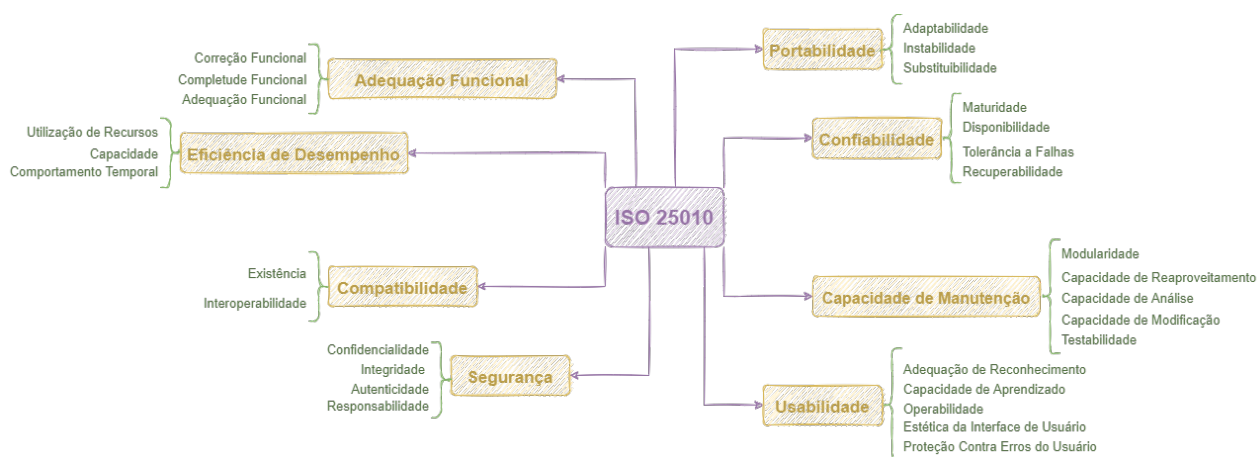 Correção Funcional
Completude Funcional
Adequação Funcional
Adequação Funcional
Utilização de Recursos
Capacidade
Comportamento Temporal
Eficiência de Desempenho
Existência
Interoperabilidade
Compatibilidade
Confidencialidade
Integridade
Autenticidade
Responsabilidade
Segurança
ISO 25010
Portabilidade
Adaptabilidade
Instabilidade
Substituibilidade
Confiabilidade
Maturidade
Disponibilidade
Tolerância a Falhas
Recuperabilidade
Capacidade de Manutenção
Modularidade
Capacidade de Reaproveitamento
Capacidade de Análise
Capacidade de Modificação
Testabilidade
Usabilidade
Adequação de Reconhecimento
Capacidade de Aprendizado
Operabilidade
Estética da Interface de Usuário
Proteção Contra Erros do Usuário